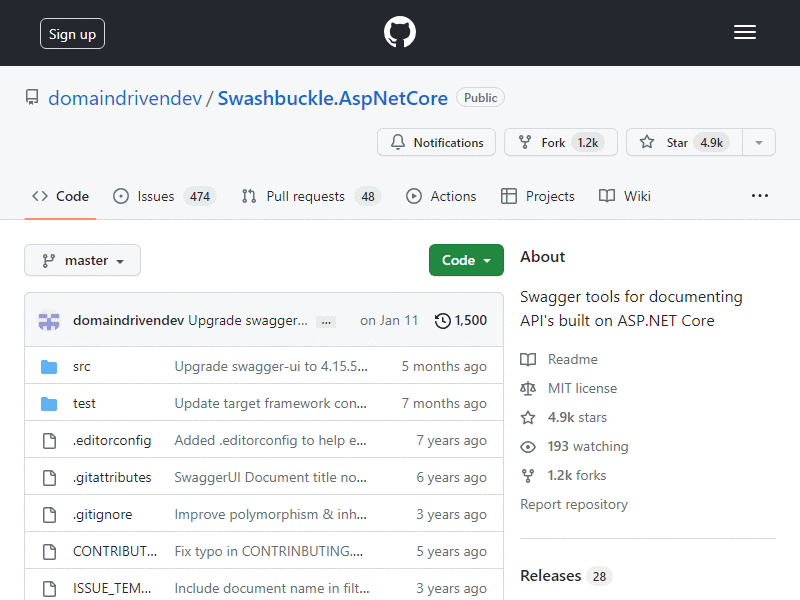 Sign up
domaindrivendev / Swashbuckle.AspNetCore Public
Notifications Fork 1.2k Star 4.9k
Code Issues 474 Pull requests 48 Actions Projects Wiki ...
master Code
domaindrivendev Upgrade swagger... ... on Jan 11 1,500
src Upgrade swagger-ui to 4.15.5... 5 months ago
test Update target framework con... 7 months ago
.editorconfig Added .editorconfig to help e... 7 years ago
.gitattributes SwaggerUI Document title no... 6 years ago
.gitignore Improve polymorphism & inh... 3 years ago
CONTRIBUT... Fix typo in CONTRINBUTING.... 5 years ago
ISSUE_TEM... Include document name in filt... 3 years ago
About
Swagger tools for documenting
API's built on ASP.NET Core
Readme
MIT license
4.9k stars
193 watching
1.2k forks
Report repository
Releases 28